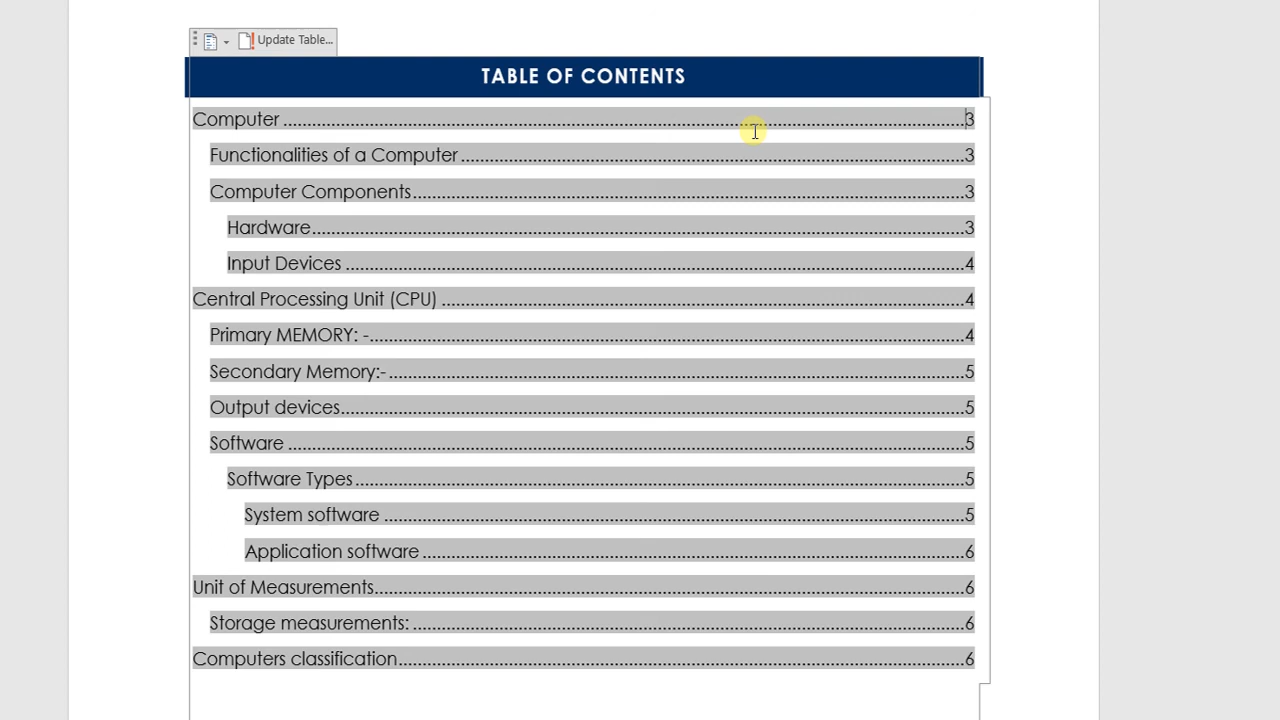 Update Table...
TABLE OF CONTENTS
Computer ........................................................................ 3
Functionalities of a Computer ........................................................................ 3
Computer Components ........................................................................ 3
Hardware ........................................................................ 3
Input Devices ........................................................................ 4
Central Processing Unit (CPU) ........................................................................ 4
Primary MEMORY: - ........................................................................ 4
Secondary Memory:- ........................................................................ 5
Output devices ........................................................................ 5
Software ........................................................................ 5
Software Types ........................................................................ 5
System software ........................................................................ 5
Application software ........................................................................ 6
Unit of Measurements ........................................................................ 6
Storage measurements: ........................................................................ 6
Computers classification ........................................................................ 6